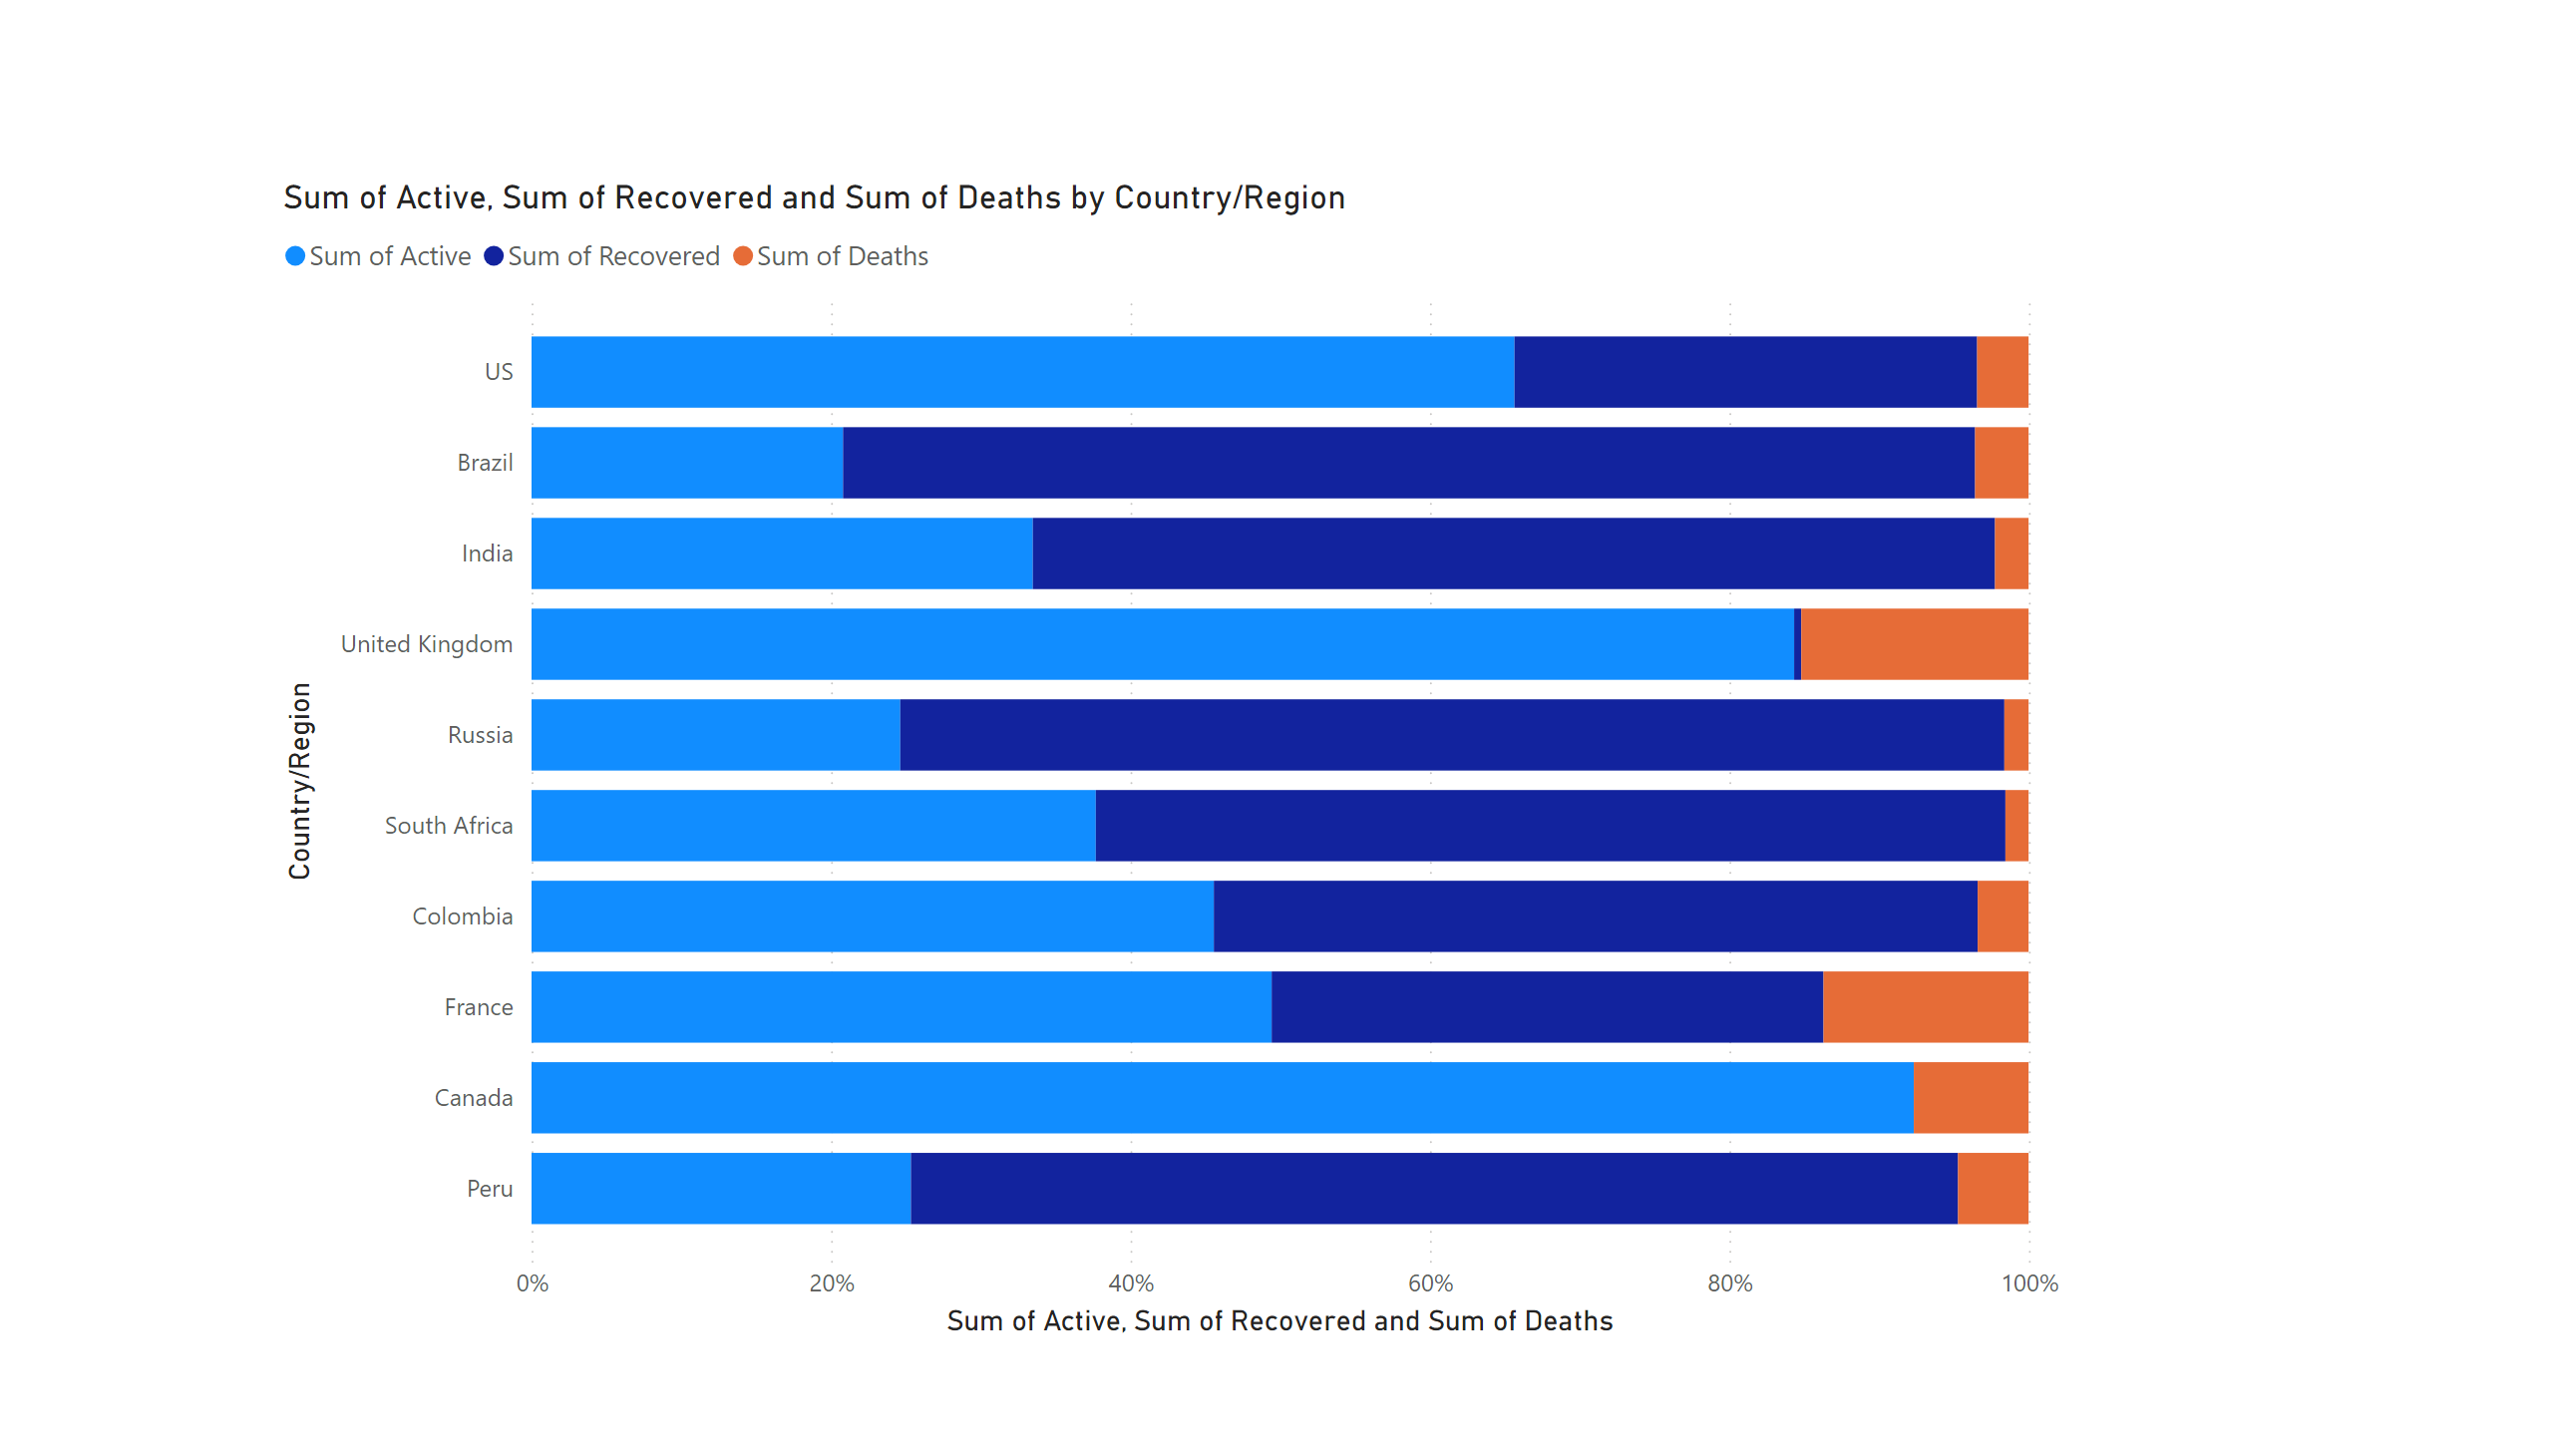 Sum of Active, Sum of Recovered and Sum of Deaths by Country/Region
Sum of Active Sum of Recovered Sum of Deaths
US
Brazil
India
United Kingdom
Russia
South Africa
Colombia
France
Canada
Peru
Country/Region
0% 20% 40% 60% 80% 100%
Sum of Active, Sum of Recovered and Sum of Deaths